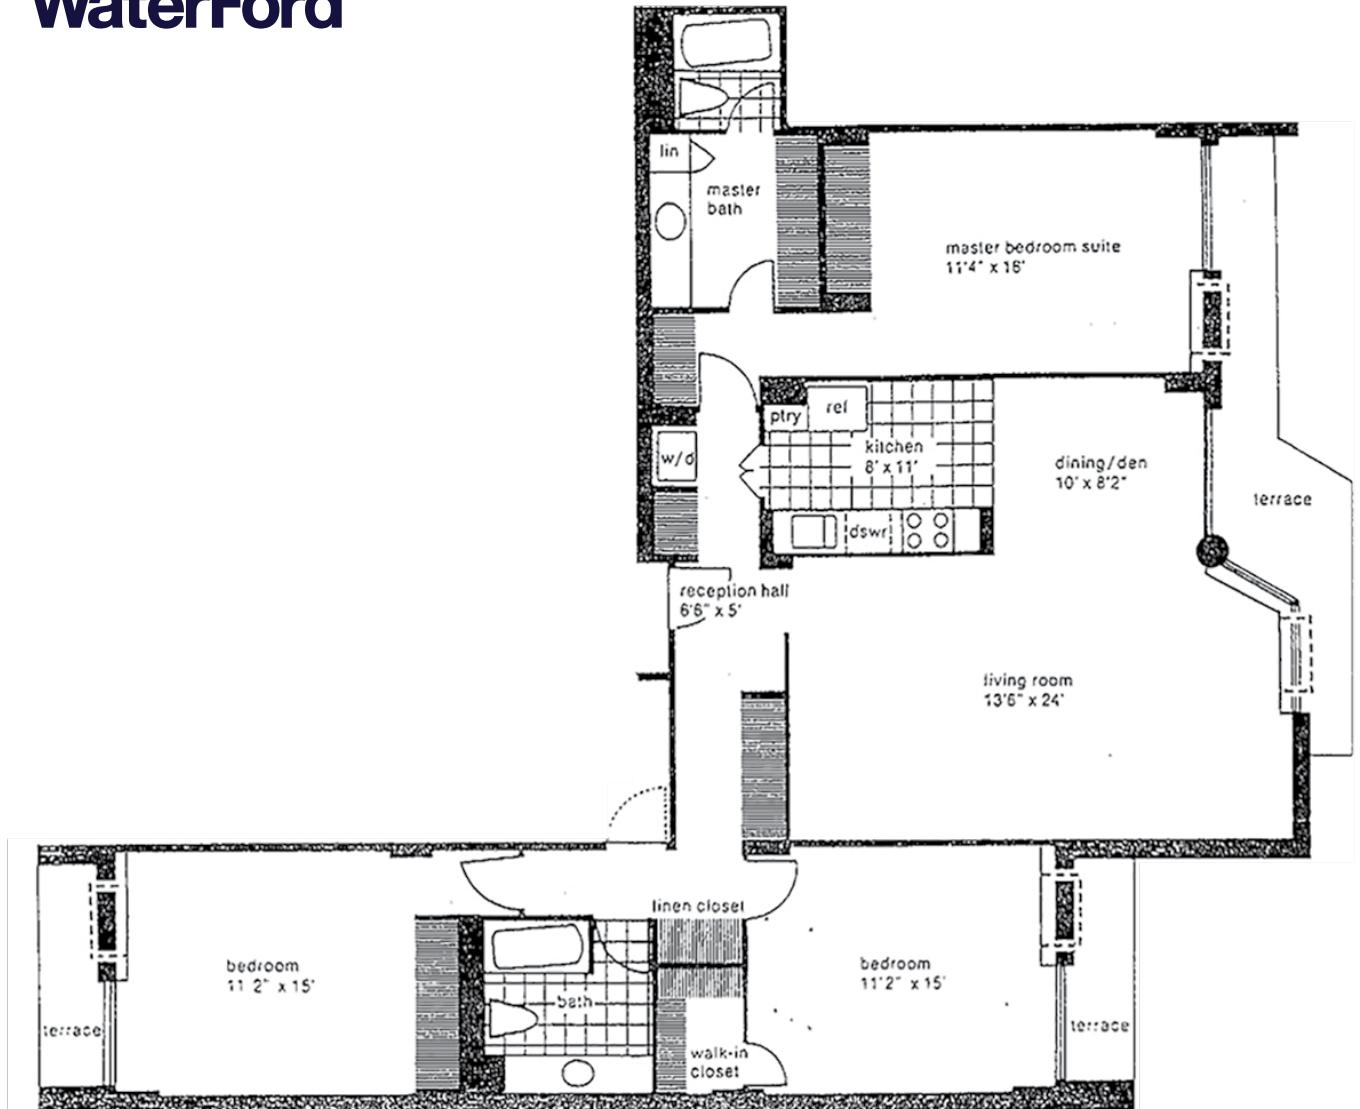 WaterFord
lin
master
bath
master bedroom suite
11'4" x 16'
ptry
ref
kitchen
8' x 11'
w/d
dining/den
10' x 8'2"
terrace
dswr
reception hall
6'6" x 5'
living room
13'6" x 24'
linen closet
bedroom
11 2" x 15'
bedroom
11'2" x 15'
bath
terrace
terrace
walk-in
closet